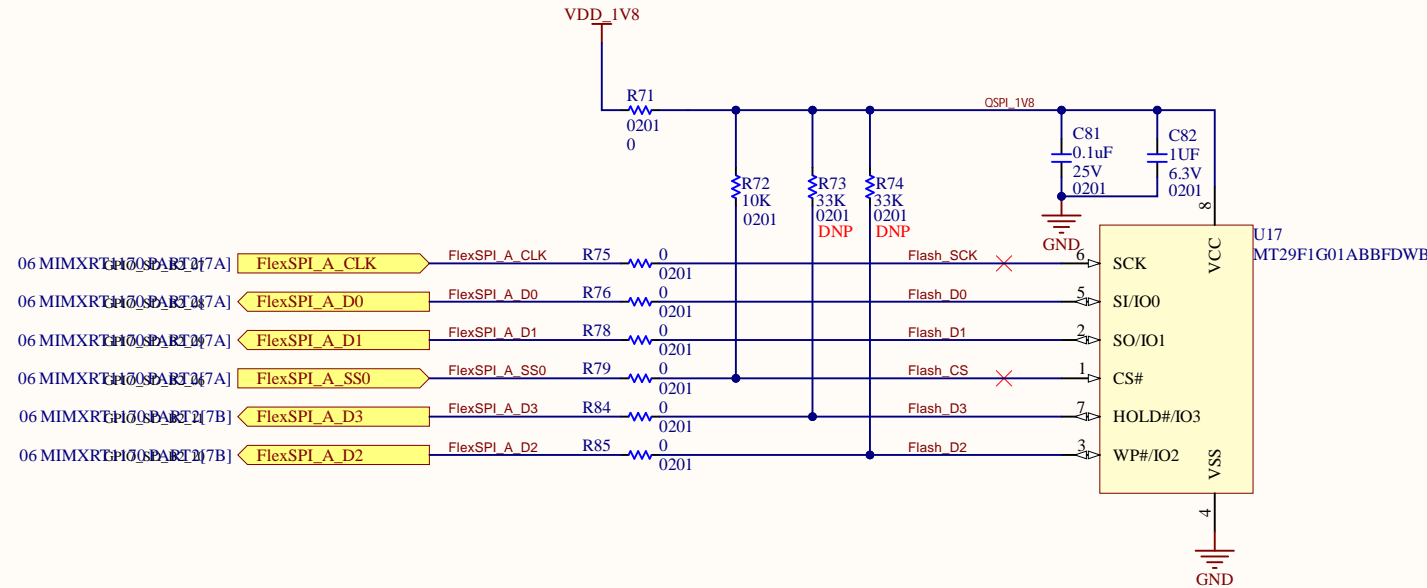 VDD_1V8
R71
0201
0
QSPI_1V8
C81
0.1uF
25V
0201
C82
1UF
6.3V
0201
R72
10K
0201
R73
33K
0201
DNP
R74
33K
0201
DNP
GND
8
U17
MT29F1G01ABBFDWB
VCC
FlexSPI_A_CLK FlexSPI_A_CLK R75 0 0201 Flash_SCK 6 SCK
FlexSPI_A_D0 FlexSPI_A_D0 R76 0 0201 Flash_D0 5 SI/IO0
FlexSPI_A_D1 FlexSPI_A_D1 R78 0 0201 Flash_D1 2 SO/IO1
FlexSPI_A_SS0 FlexSPI_A_SS0 R79 0 0201 Flash_CS 1 CS#
FlexSPI_A_D3 FlexSPI_A_D3 R84 0 0201 Flash_D3 7 HOLD#/IO3
FlexSPI_A_D2 FlexSPI_A_D2 R85 0 0201 Flash_D2 3 WP#/IO2
VSS
4
GND